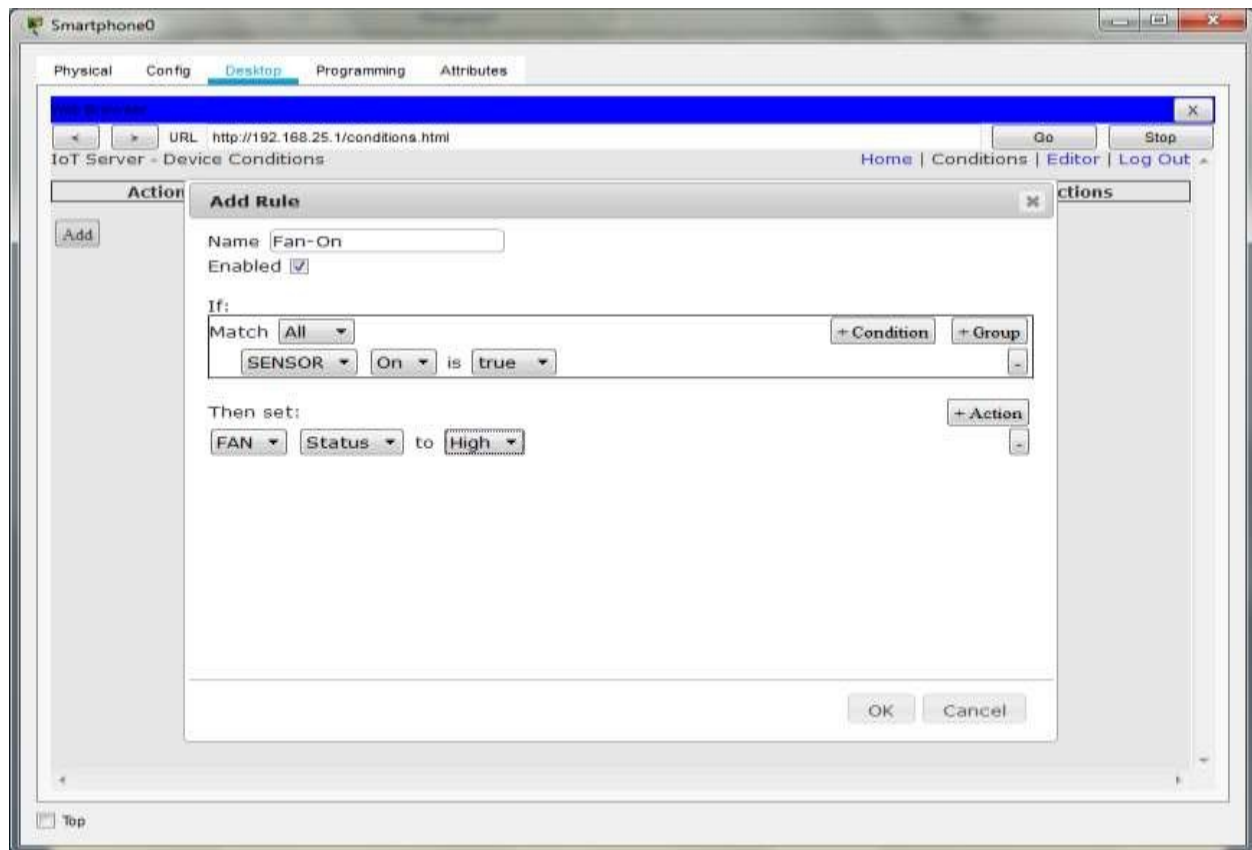 Smartphone0
Physical Config Desktop Programming Attributes
Web Browser
X
< > URL http://192.168.25.1/conditions.html Go Stop
IoT Server - Device Conditions Home | Conditions | Editor | Log Out
Action ctions
Add
Add Rule
Name Fan-On
Enabled
If:
Match All + Condition + Group
SENSOR On is true -
Then set: + Action
FAN Status to High -
OK Cancel
Top